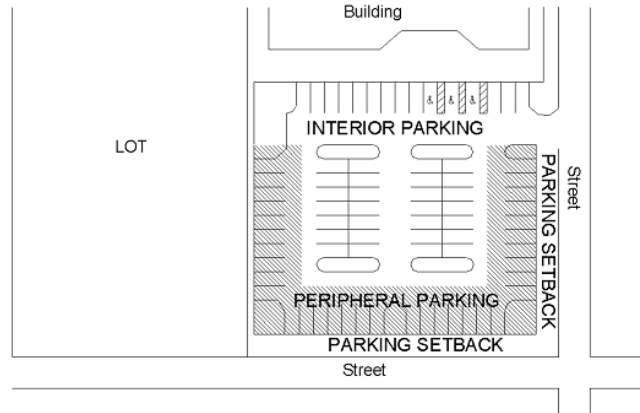 Building
INTERIOR PARKING
LOT
Street
PARKING SETBACK
PERIPHERAL PARKING
PARKING SETBACK
Street